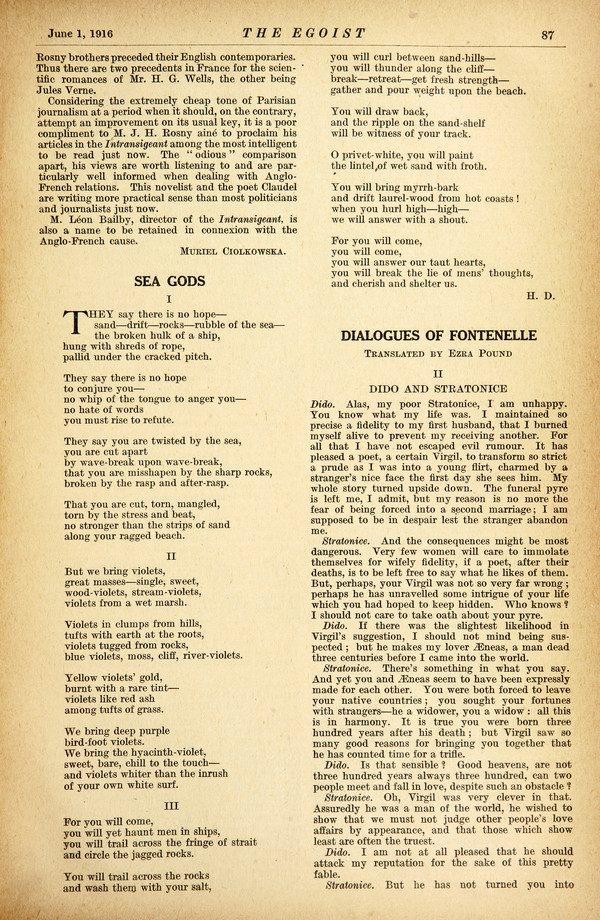 June 1, 1916
THE EGOIST
87
Rosny brothers preceded their English contemporaries.
Thus there are two precedents in France for the scien-
tific romances of Mr. H. G. Wells, the other being
Jules Verne.
Considering the extremely cheap tone of Parisian
journalism at a period when it should, on the contrary,
attempt an improvement on its usual key, it is a poor
compliment to M. J. H. Rosny ainé to proclaim his
articles in the Intransigeant among the most intelligent
to be read just now. The " odious " comparison
apart, his views are worth listening to and are par-
ticularly well informed when dealing with Anglo-
French relations. This novelist and the poet Claudel
are writing more practical sense than most politicians
and journalists just now.
M. Léon Bailby, director of the Intransigeant, is
also a name to be retained in connexion with the
Anglo-French cause.
MURIEL CIOLKOWSKA.
SEA GODS
I
THEY say there is no hope—
sand—drift—rocks—rubble of the sea—
the broken hulk of a ship,
hung with shreds of rope,
pallid under the cracked pitch.
They say there is no hope
to conjure you—
no whip of the tongue to anger you—
no hate of words
you must rise to refute.
They say you are twisted by the sea,
you are cut apart
by wave-break upon wave-break,
that you are misshapen by the sharp rocks,
broken by the rasp and after-rasp.
That you are cut, torn, mangled,
torn by the stress and beat,
no stronger than the strips of sand
along your ragged beach.
II
But we bring violets,
great masses—single, sweet,
wood-violets, stream-violets,
violets from a wet marsh.
Violets in clumps from hills,
tufts with earth at the roots,
violets tugged from rocks,
blue violets, moss, cliff, river-violets.
Yellow violets' gold,
burnt with a rare tint—
violets like red ash
among tufts of grass.
We bring deep purple
bird-foot violets.
We bring the hyacinth-violet,
sweet, bare, chill to the touch—
and violets whiter than the inrush
of your own white surf.
III
For you will come,
you will yet haunt men in ships,
you will trail across the fringe of strait
and circle the jagged rocks.
You will trail across the rocks
and wash them with your salt,
you will curl between sand-hills—
you will thunder along the cliff—
break—retreat—get fresh strength—
gather and pour weight upon the beach.
You will draw back,
and the ripple on the sand-shelf
will be witness of your track.
O privet-white, you will paint
the lintel of wet sand with froth.
You will bring myrrh-bark
and drift laurel-wood from hot coasts !
when you hurl high—high—
we will answer with a shout.
For you will come,
you will come,
you will answer our taut hearts,
you will break the lie of mens' thoughts,
and cherish and shelter us.
H. D.
DIALOGUES OF FONTENELLE
TRANSLATED BY EZRA POUND
II
DIDO AND STRATONICE
Dido. Alas, my poor Stratonice, I am unhappy.
You know what my life was. I maintained so
precise a fidelity to my first husband, that I burned
myself alive to prevent my receiving another. For
all that I have not escaped evil rumour. It has
pleased a poet, a certain Virgil, to transform so strict
a prude as I was into a young flirt, charmed by a
stranger's nice face the first day she sees him. My
whole story turned upside down. The funeral pyre
is left me, I admit, but my reason is no more the
fear of being forced into a second marriage ; I am
supposed to be in despair lest the stranger abandon
me.
Stratonice. And the consequences might be most
dangerous. Very few women will care to immolate
themselves for wifely fidelity, if a poet, after their
deaths, is to be left free to say what he likes of them.
But, perhaps, your Virgil was not so very far wrong ;
perhaps he has unravelled some intrigue of your life
which you had hoped to keep hidden. Who knows ?
I should not care to take oath about your pyre.
Dido. If there was the slightest likelihood in
Virgil's suggestion, I should not mind being sus-
pected ; but he makes my lover Æneas, a man dead
three centuries before I came into the world.
Stratonice. There's something in what you say.
And yet you and Æneas seem to have been expressly
made for each other. You were both forced to leave
your native countries ; you sought your fortunes
with strangers—he a widower, you a widow : all this
is in harmony. It is true you were born three
hundred years after his death ; but Virgil saw so
many good reasons for bringing you together that
he has counted time for a trifle.
Dido. Is that sensible ? Good heavens, are not
three hundred years always three hundred, can two
people meet and fall in love, despite such an obstacle ?
Stratonice. Oh, Virgil was very clever in that.
Assuredly he was a man of the world, he wished to
show that we must not judge other people's love
affairs by appearance, and that those which show
least are often the truest.
Dido. I am not at all pleased that he should
attack my reputation for the sake of this pretty
fable.
Stratonice. But he has not turned you into